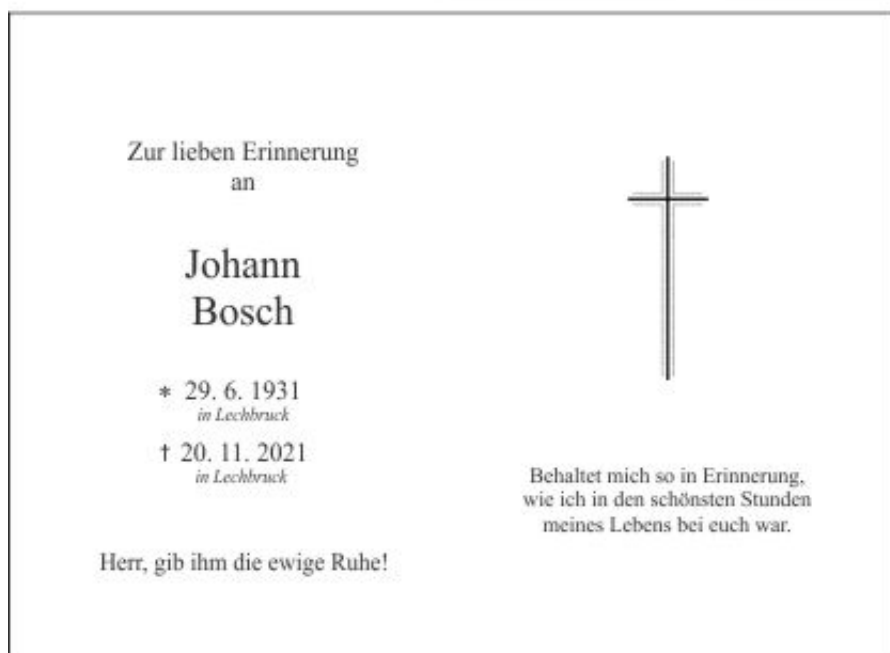 Zur lieben Erinnerung
an
Johann
Bosch
* 29. 6. 1931
in Lechbruck
† 20. 11. 2021
in Lechbruck
Herr, gib ihm die ewige Ruhe!
Behaltet mich so in Erinnerung,
wie ich in den schönsten Stunden
meines Lebens bei euch war.